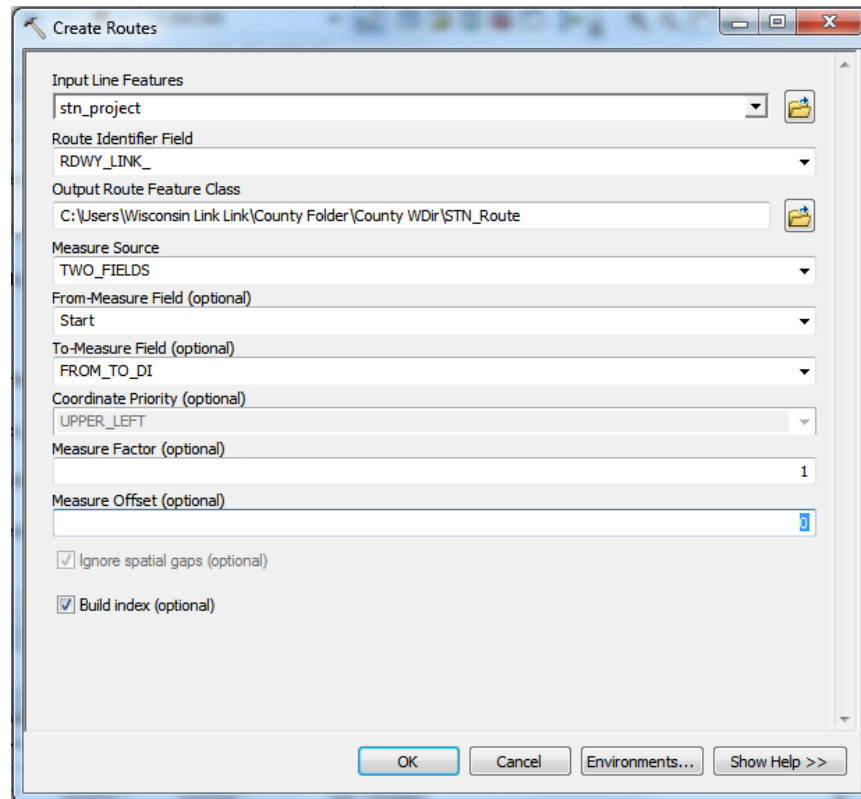 Create Routes
Input Line Features
stn_project
Route Identifier Field
RDWY_LINK_
Output Route Feature Class
C:\Users\Wisconsin Link Link\County Folder\County WDir\STN_Route
Measure Source
TWO_FIELDS
From-Measure Field (optional)
Start
To-Measure Field (optional)
FROM_TO_DI
Coordinate Priority (optional)
UPPER_LEFT
Measure Factor (optional)
1
Measure Offset (optional)
0
Ignore spatial gaps (optional)
Build index (optional)
OK Cancel Environments... Show Help >>